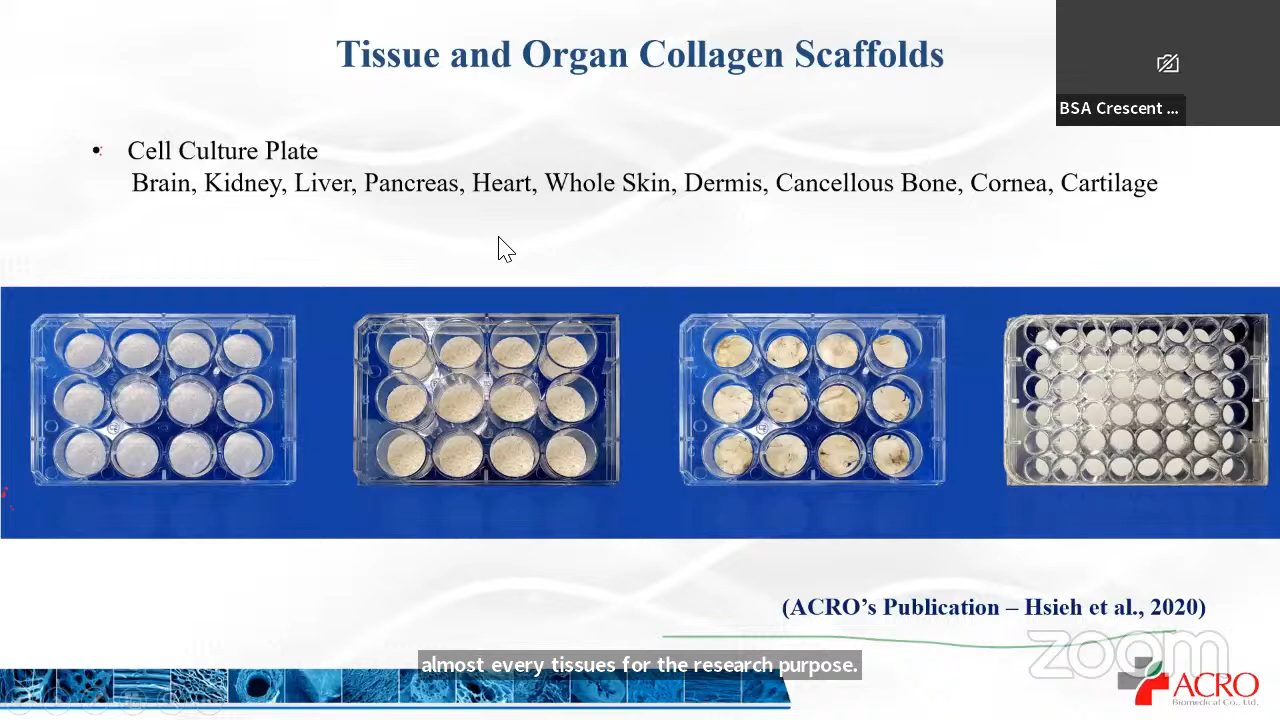 Tissue and Organ Collagen Scaffolds
BSA Crescent ...
• Cell Culture Plate
Brain, Kidney, Liver, Pancreas, Heart, Whole Skin, Dermis, Cancellous Bone, Cornea, Cartilage
(ACRO's Publication – Hsieh et al., 2020)
zoom
almost every tissues for the research purpose.
ACRO
Biomedical Co., Ltd.